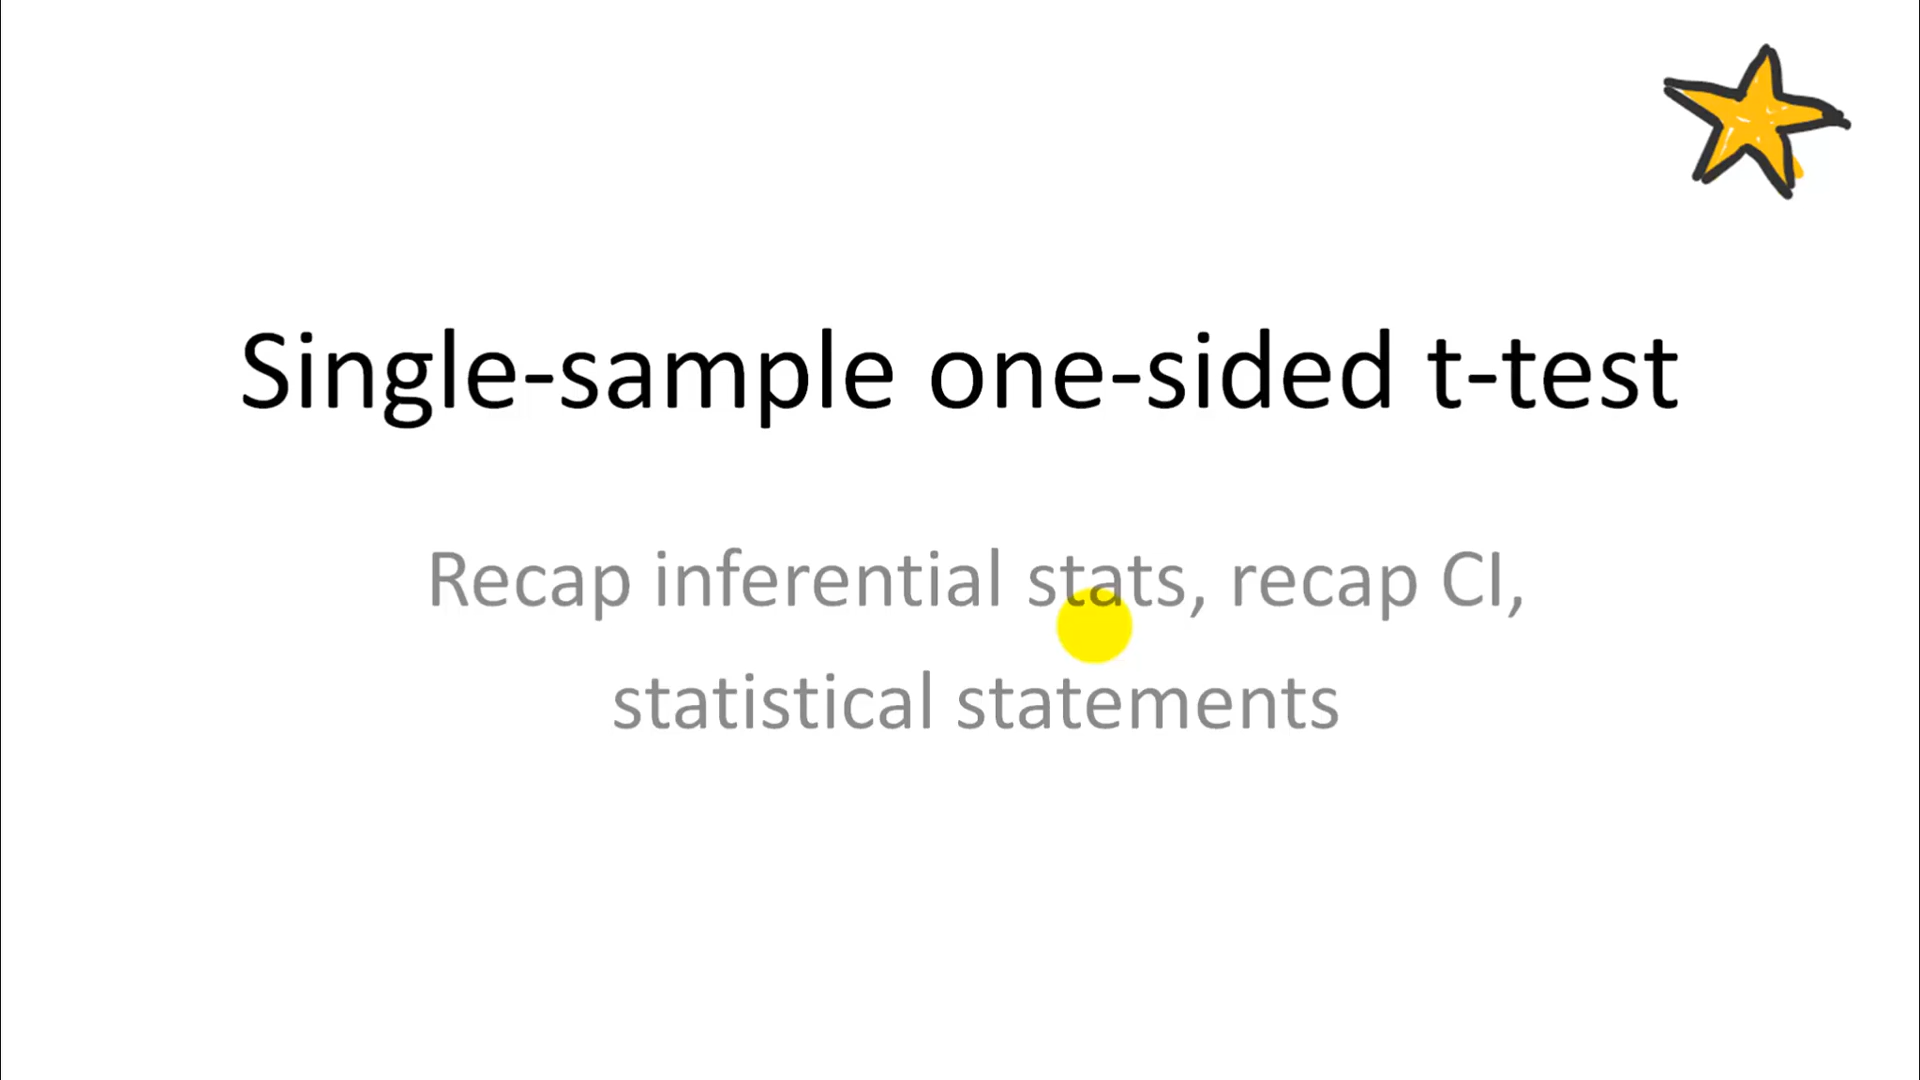 Single-sample one-sided t-test
Recap inferential stats, recap CI,
statistical statements